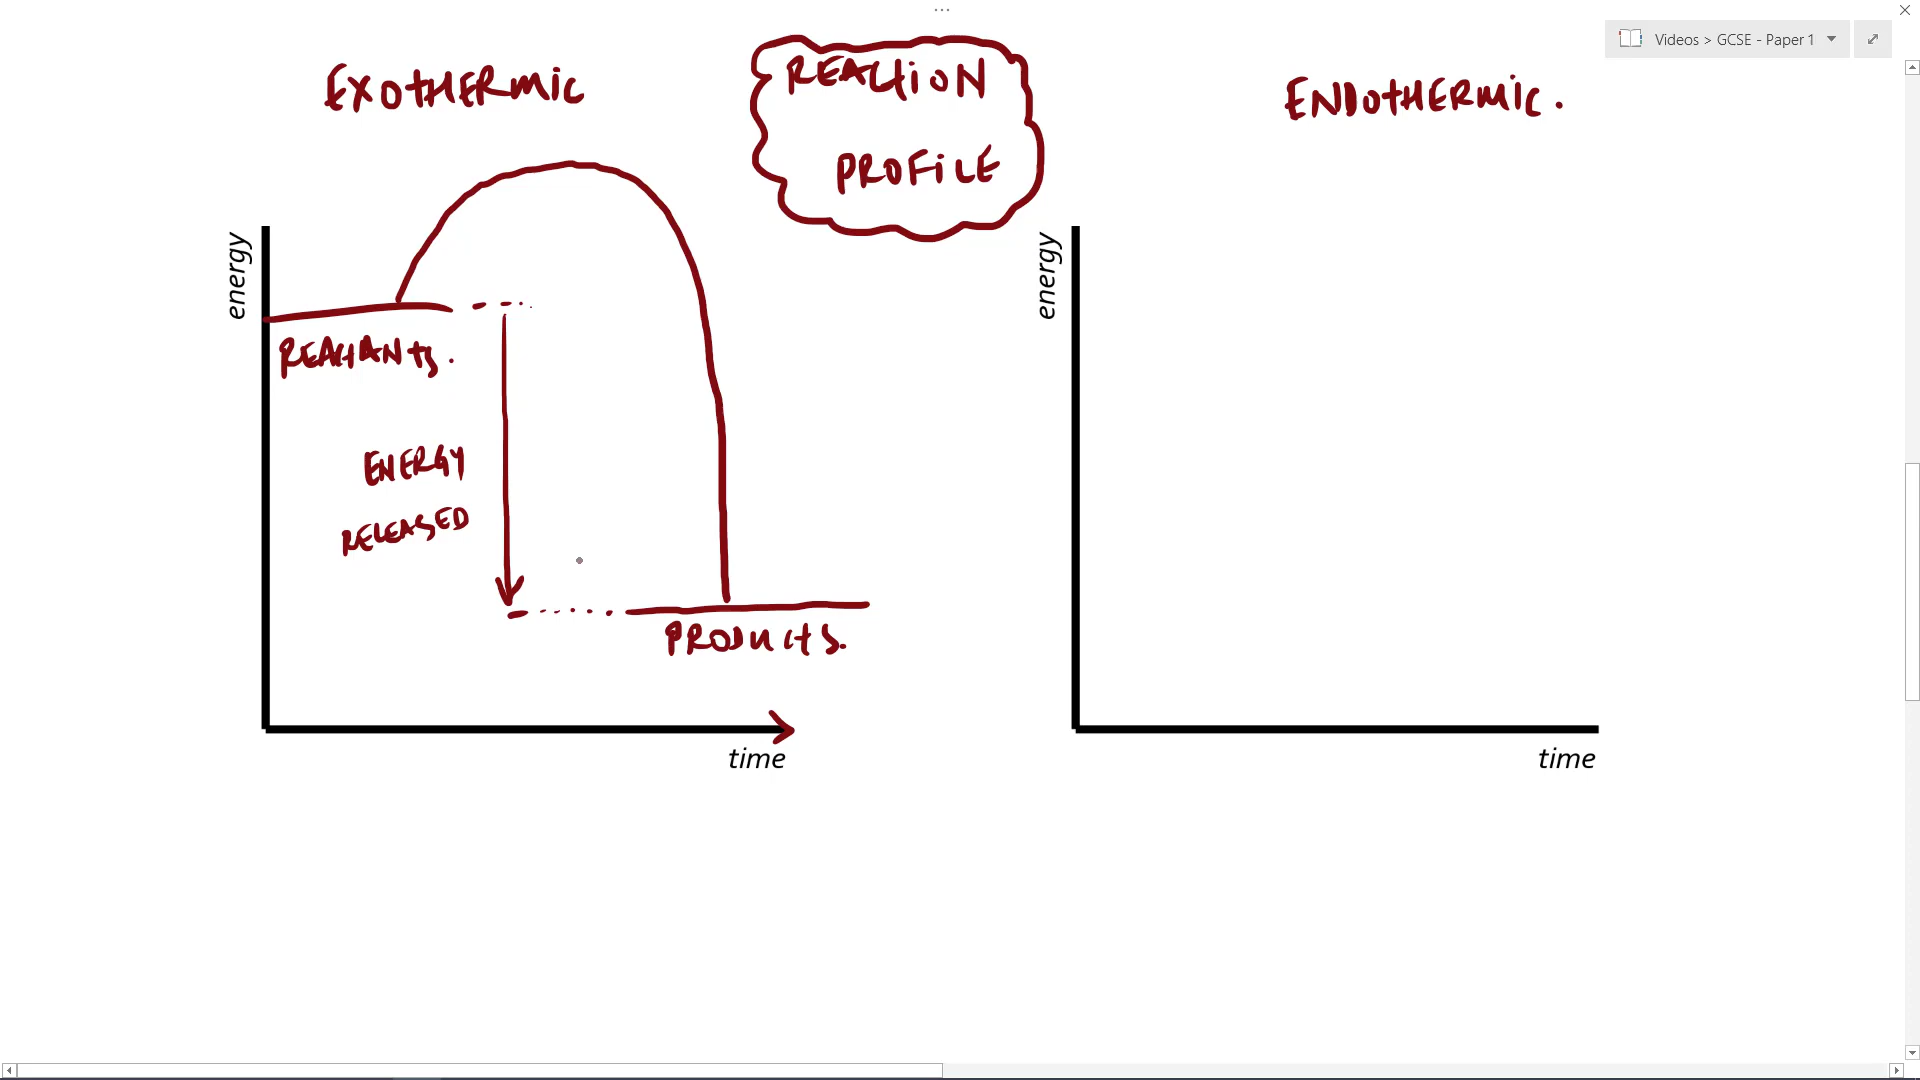 Videos > GCSE - Paper 1
EXOTHERMIC
REACTION
PROFILE
ENDOTHERMIC.
energy
REACTANTS.
ENERGY
RELEASED
PRODUCTS.
time
energy
time